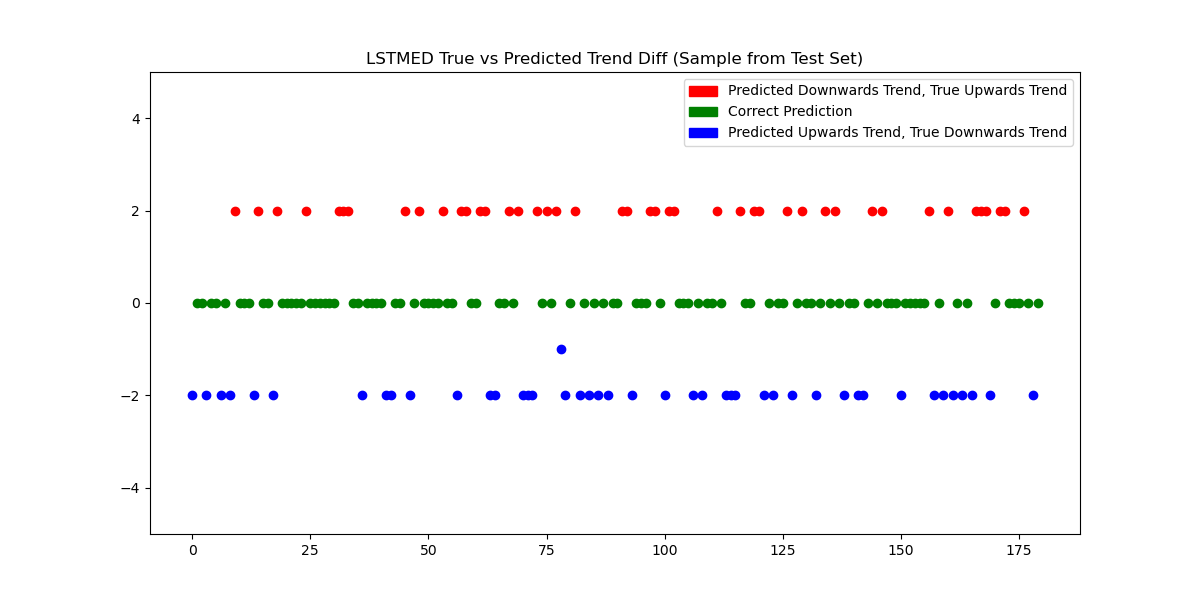 LSTMED True vs Predicted Trend Diff (Sample from Test Set)
Predicted Downwards Trend, True Upwards Trend
Correct Prediction
Predicted Upwards Trend, True Downwards Trend
4
2
0
−2
−4
0 25 50 75 100 125 150 175